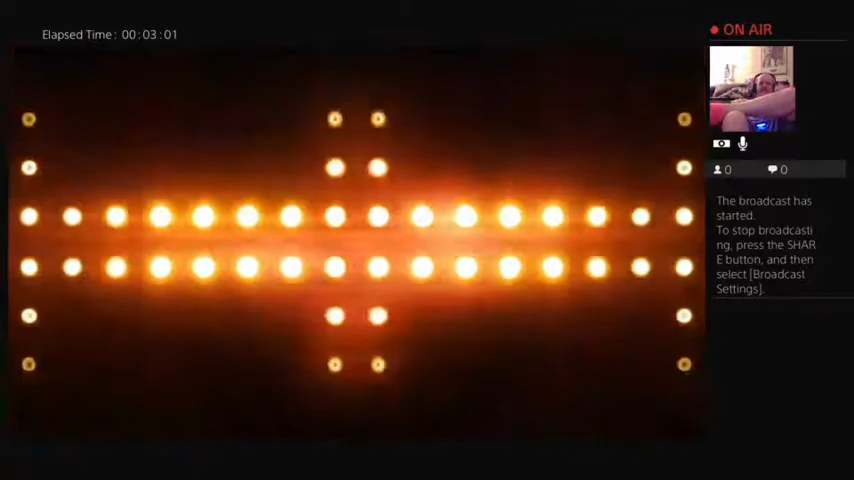 Elapsed Time: 00:03:01
ON AIR
0 0
The broadcast has
started.
To stop broadcasti
ng, press the SHAR
E button, and then
select [Broadcast
Settings].